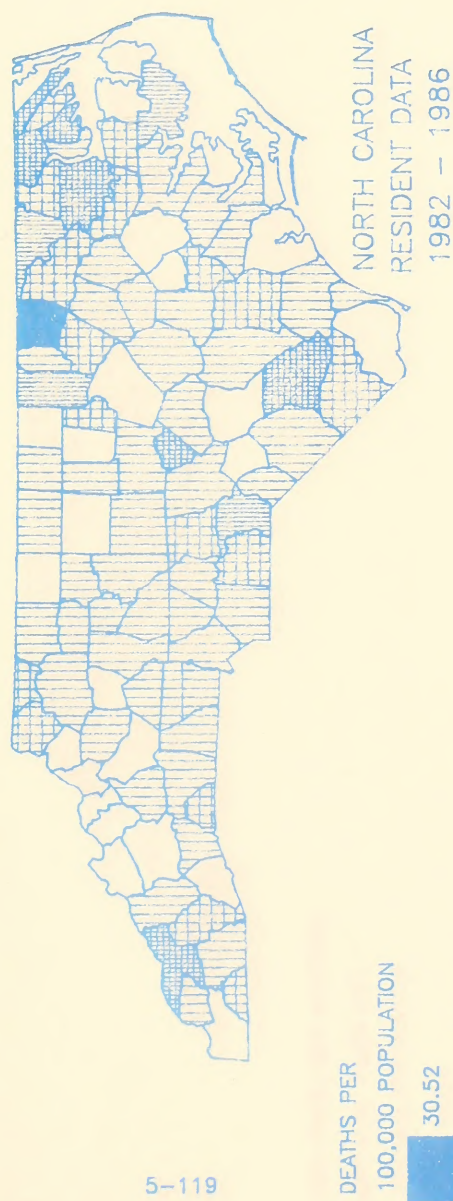 NORTH CAROLINA
RESIDENT DATA
1982 – 1986
DEATHS PER
100,000 POPULATION
30.52
5-119